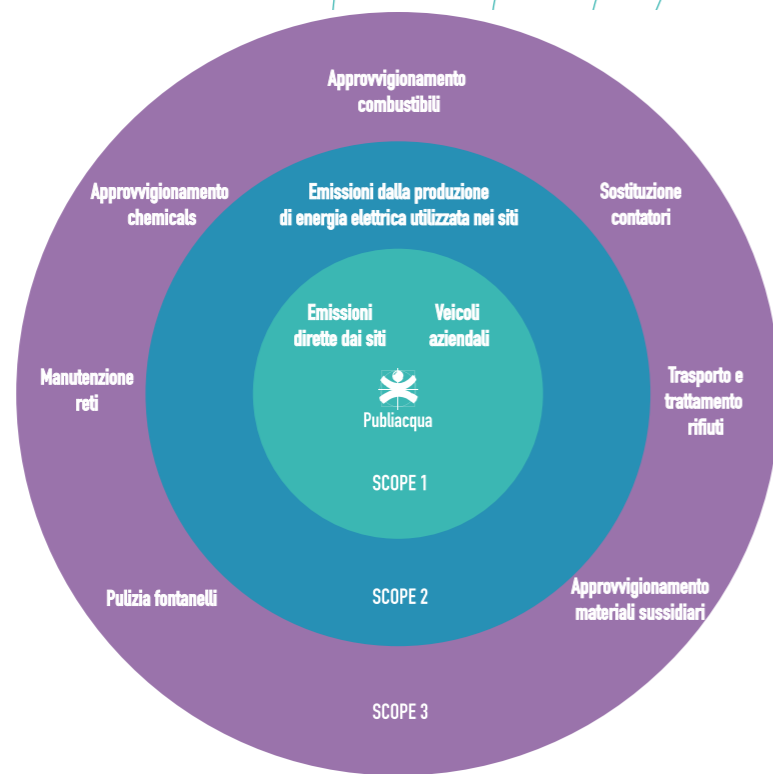 Approvvigionamento
combustibili
Approvvigionamento
chemicals
Emissioni dalla produzione
di energia elettrica utilizzata nei siti
Sostituzione
contatori
Emissioni
dirette dai siti
Veicoli
aziendali
Manutenzione
reti
Trasporto e
trattamento
rifiuti
Publiacqua
SCOPE 1
Pulizia fontanelli
SCOPE 2
Approvvigionamento
materiali sussidiari
SCOPE 3